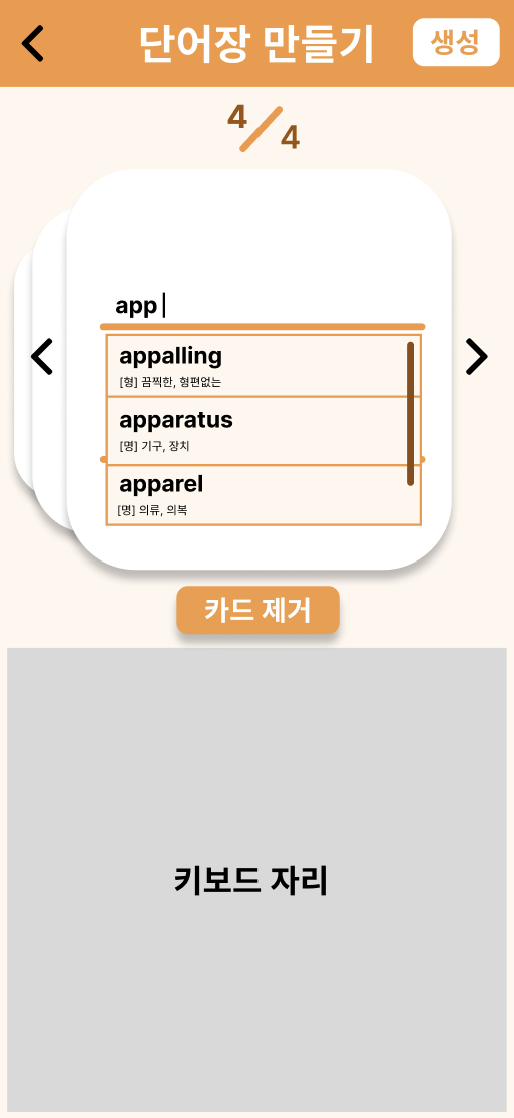 단어장 만들기
생성
4/4
app
appalling
[형] 끔찍한, 형편없는
apparatus
[명] 기구, 장치
apparel
[명] 의류, 의복
카드 제거
키보드 자리